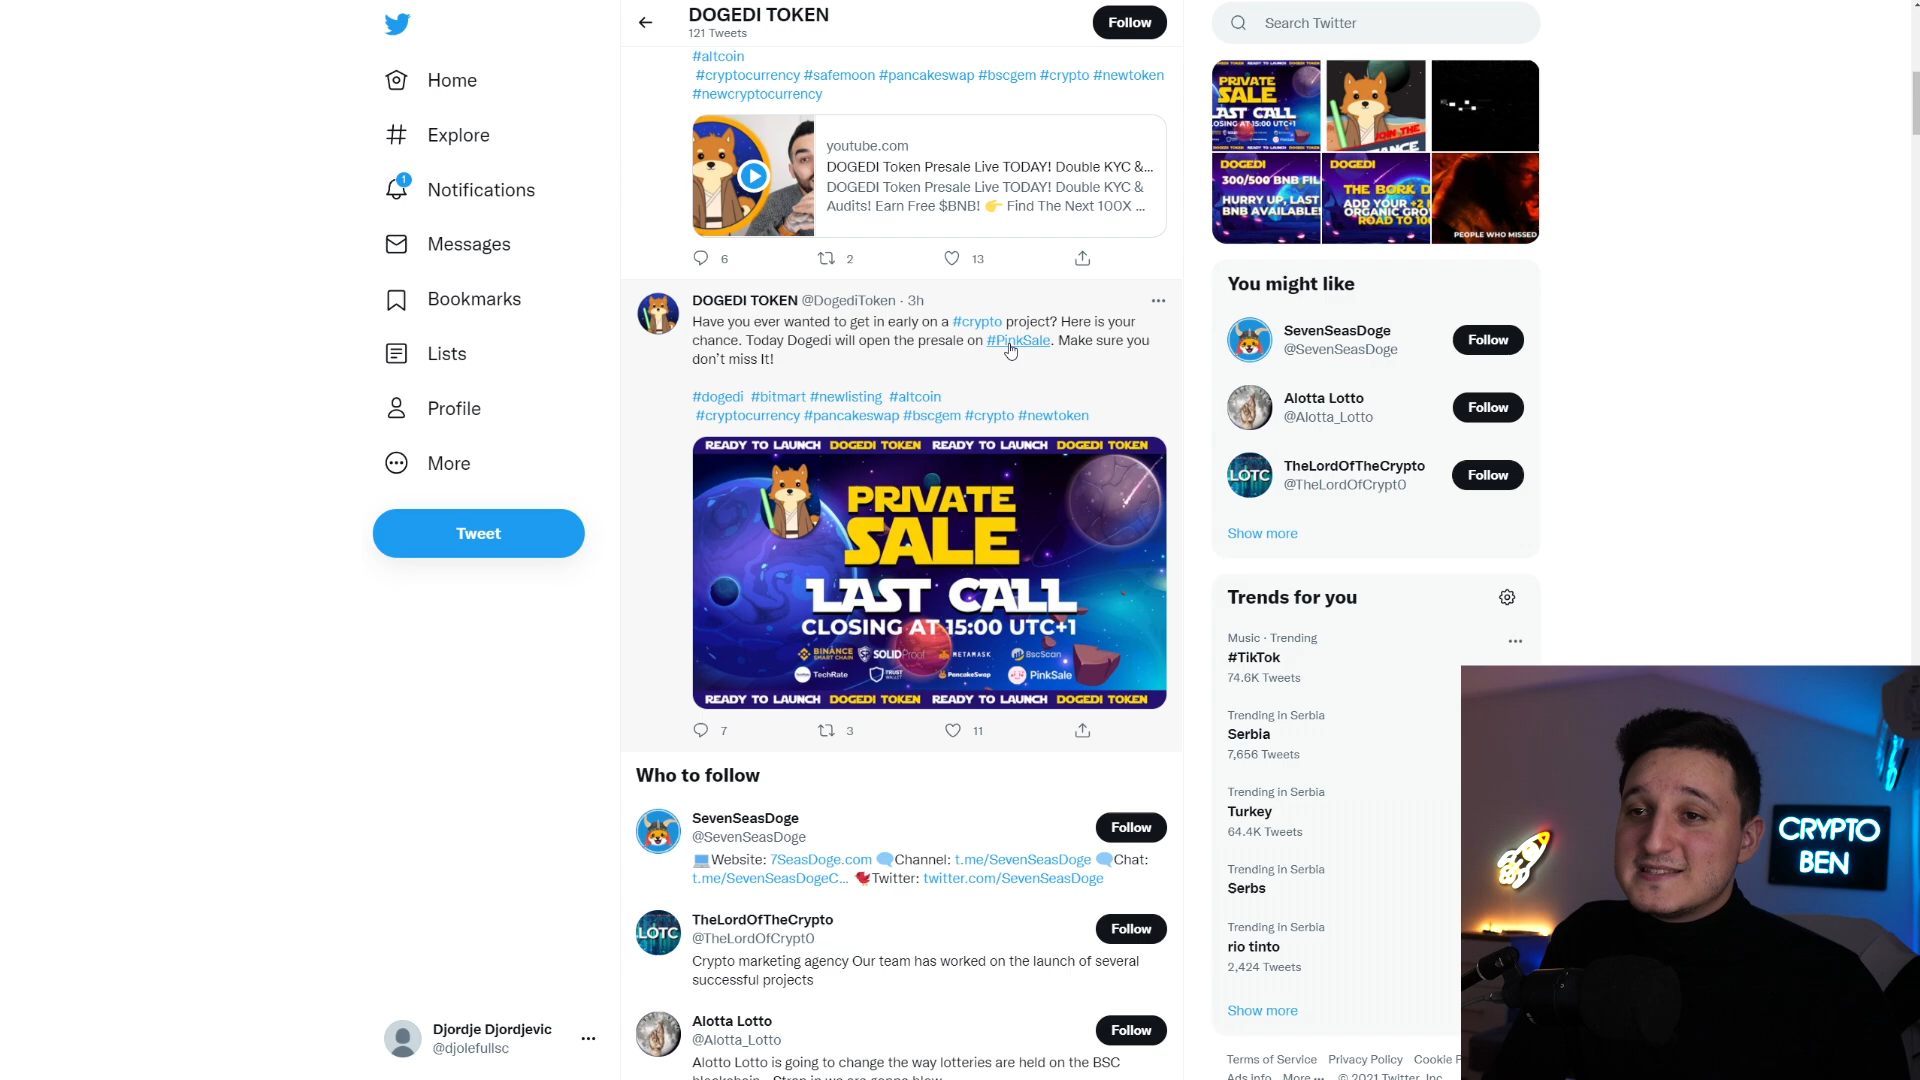 Home
Explore
1
Notifications
Messages
Bookmarks
Lists
Profile
More
Tweet
Djordje Djordjevic
@djolefullsc
DOGEDI TOKEN
121 Tweets
Follow
#altcoin
#cryptocurrency #safemoon #pancakeswap #bscgem #crypto #newtoken
#newcryptocurrency
youtube.com
DOGEDI Token Presale Live TODAY! Double KYC &...
DOGEDI Token Presale Live TODAY! Double KYC &
Audits! Earn Free $BNB! 👉 Find The Next 100X ...
6 2 13
DOGEDI TOKEN @DogediToken · 3h
Have you ever wanted to get in early on a #crypto project? Here is your
chance. Today Dogedi will open the presale on #PinkSale. Make sure you
don't miss It!
#dogedi #bitmart #newlisting #altcoin
#cryptocurrency #pancakeswap #bscgem #crypto #newtoken
READY TO LAUNCH DOGEDI TOKEN READY TO LAUNCH DOGEDI TOKEN
PRIVATE
SALE
LAST CALL
CLOSING AT 15:00 UTC+1
BINANCE SMART CHAIN SOLIDProof METAMASK BscScan
TechRate TRUST WALLET PancakeSwap PinkSale
READY TO LAUNCH DOGEDI TOKEN READY TO LAUNCH DOGEDI TOKEN
7 3 11
Who to follow
SevenSeasDoge
@SevenSeasDoge
Follow
💻Website: 7SeasDoge.com 🗨Channel: t.me/SevenSeasDoge 🗨Chat:
t.me/SevenSeasDogeC... 🐦Twitter: twitter.com/SevenSeasDoge
LOTC
TheLordOfTheCrypto
@TheLordOfCrypt0
Follow
Crypto marketing agency Our team has worked on the launch of several
successful projects
Alotta Lotto
@Alotta_Lotto
Follow
Alotto Lotto is going to change the way lotteries are held on the BSC
Search Twitter
PRIVATE
SALE
LAST CALL
LOSING AT 15:00 UTC+1
JOIN THE
DOGEDI
300/500 BNB FIL
HURRY UP, LAST
BNB AVAILABLE!
DOGEDI
THE BORK D
ADD YOUR +2
ORGANIC GRO
ROAD TO 10
PEOPLE WHO MISSED
You might like
SevenSeasDoge
@SevenSeasDoge
Follow
Alotta Lotto
@Alotta_Lotto
Follow
LOTC
TheLordOfTheCrypto
@TheLordOfCrypt0
Follow
Show more
Trends for you
Music · Trending
#TikTok
74.6K Tweets
Trending in Serbia
Serbia
7,656 Tweets
Trending in Serbia
Turkey
64.4K Tweets
Trending in Serbia
Serbs
Trending in Serbia
rio tinto
2,424 Tweets
Show more
Terms of Service Privacy Policy Cookie P
Ads info More ... © 2021 Twitter, Inc.
CRYPTO
BEN